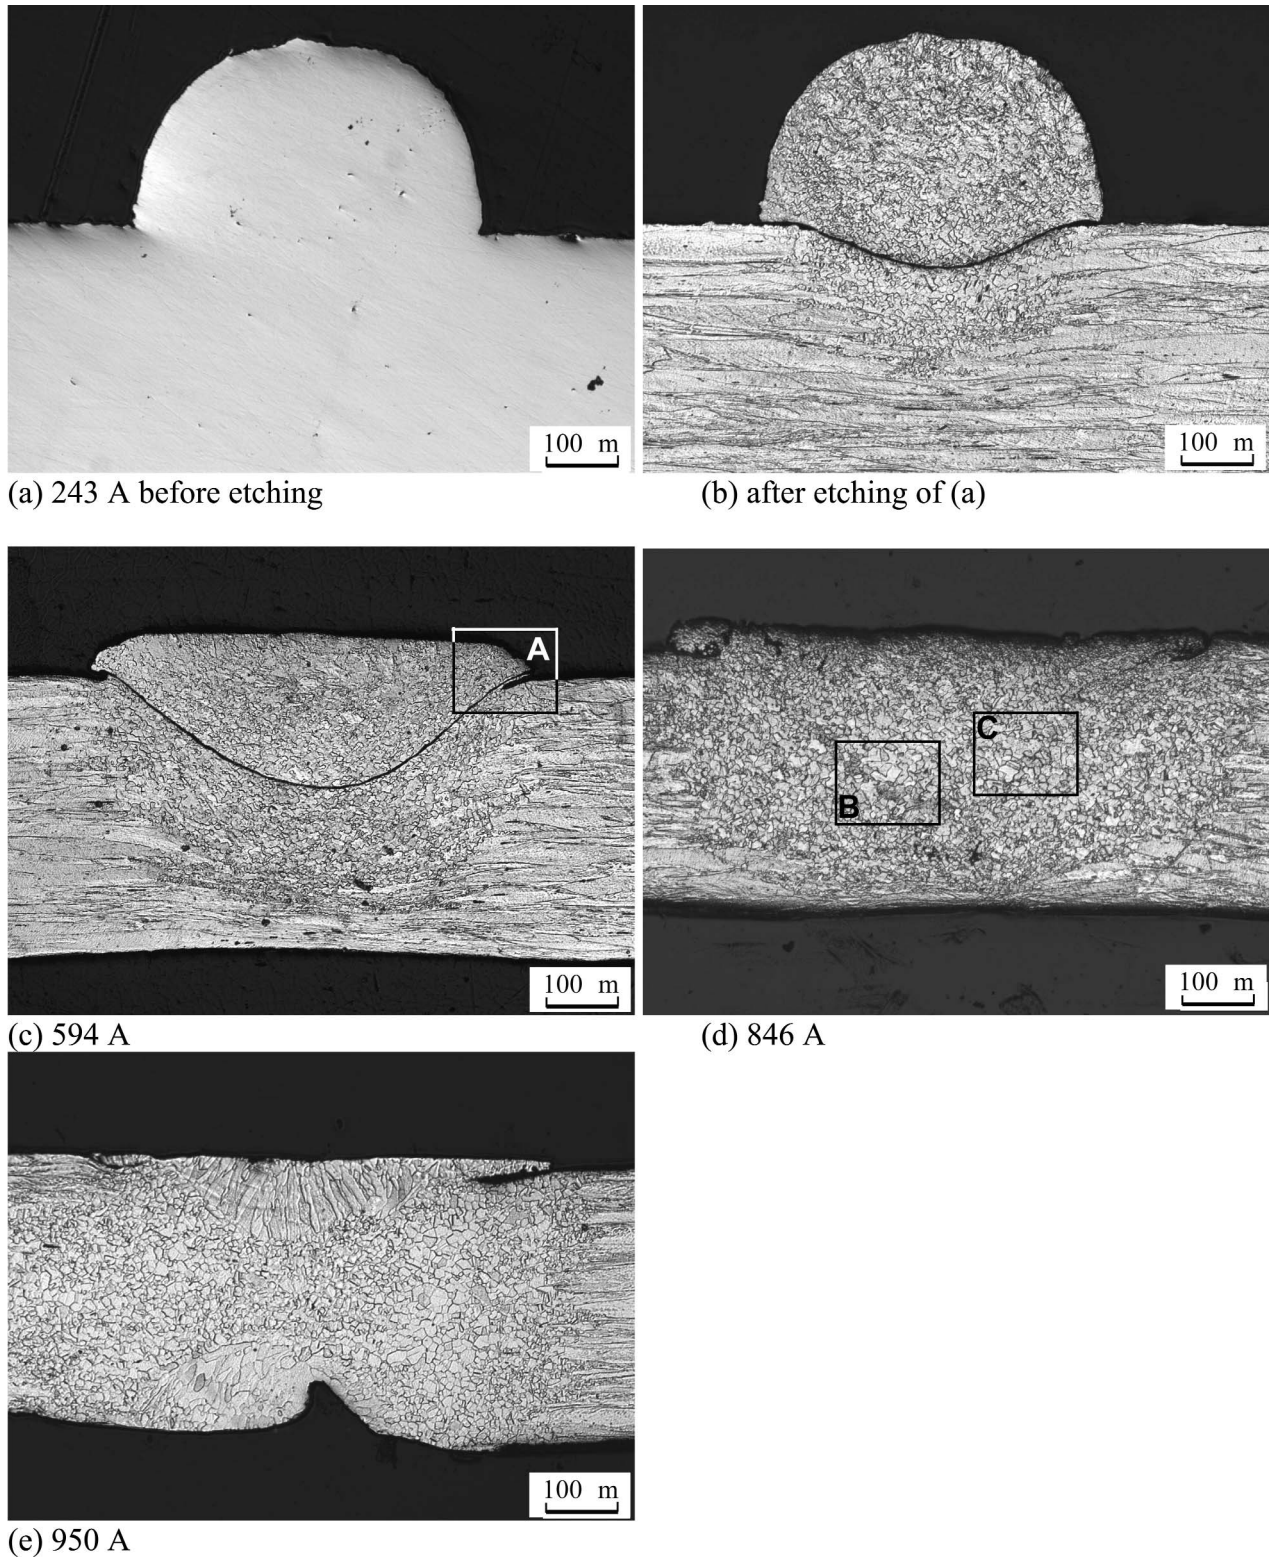 100 m
100 m
(a) 243 A before etching
(b) after etching of (a)
A
C
B
100 m
100 m
(c) 594 A
(d) 846 A
100 m
(e) 950 A